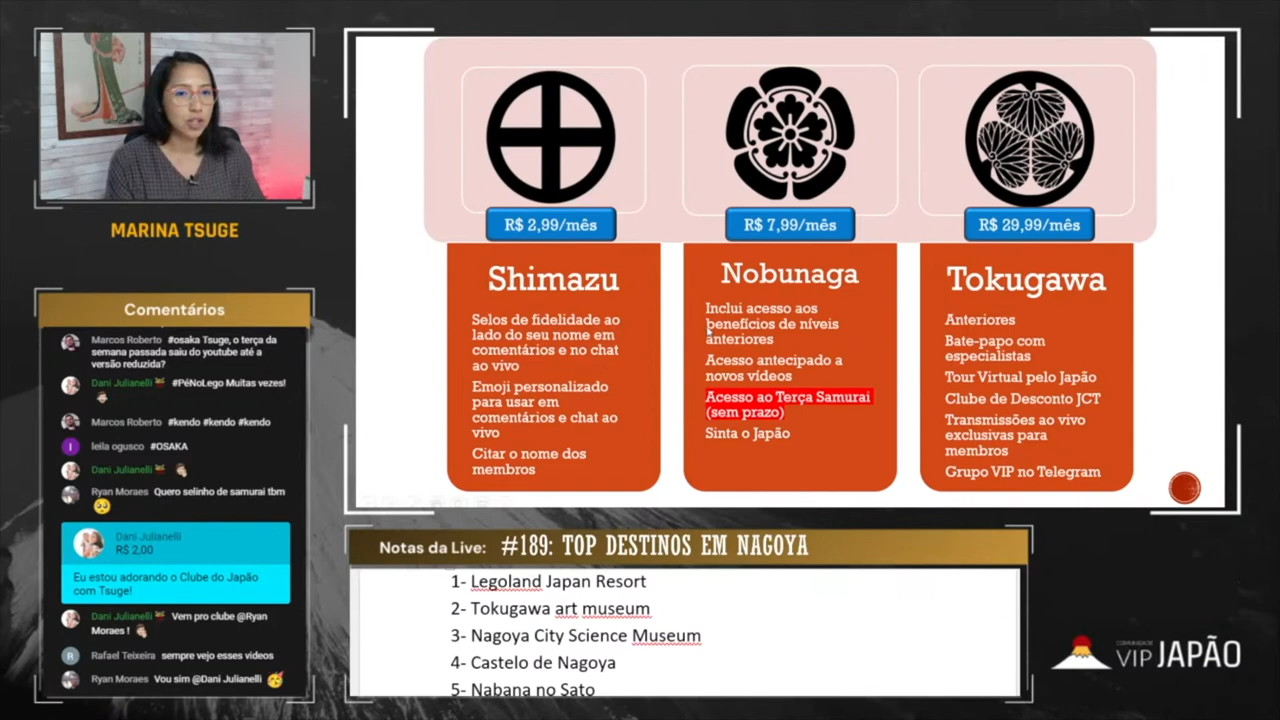 MARINA TSUGE
Comentários
Marcos Roberto #osaka Tsuge, o terça da
semana passada saiu do youtube até a
versão reduzida?
Dani Julianelli #PéNoLego Muitas vezes!
Marcos Roberto #kendo #kendo #kendo
leila ogusco #OSAKA
Dani Julianelli
Ryan Moraes Quero selinho de samurai tbm
Dani Julianelli
R$ 2,00
Eu estou adorando o Clube do Japão
com Tsuge!
Dani Julianelli Vem pro clube @Ryan
Moraes !
Rafael Teixeira sempre vejo esses videos
Ryan Moraes Vou sim @Dani Julianelli
R$ 2,99/mês
Shimazu
Selos de fidelidade ao
lado do seu nome em
comentários e no chat
ao vivo
Emoji personalizado
para usar em
comentários e chat ao
vivo
Citar o nome dos
membros
R$ 7,99/mês
Nobunaga
Inclui acesso aos
benefícios de níveis
anteriores
Acesso antecipado a
novos vídeos
Acesso ao Terça Samurai
(sem prazo)
Sinta o Japão
R$ 29,99/mês
Tokugawa
Anteriores
Bate-papo com
especialistas
Tour Virtual pelo Japão
Clube de Desconto JCT
Transmissões ao vivo
exclusivas para
membros
Grupo VIP no Telegram
Notas da Live: #189: TOP DESTINOS EM NAGOYA
1- Legoland Japan Resort
2- Tokugawa art museum
3- Nagoya City Science Museum
4- Castelo de Nagoya
5- Nabana no Sato
COMUNIDADE
VIP JAPÃO